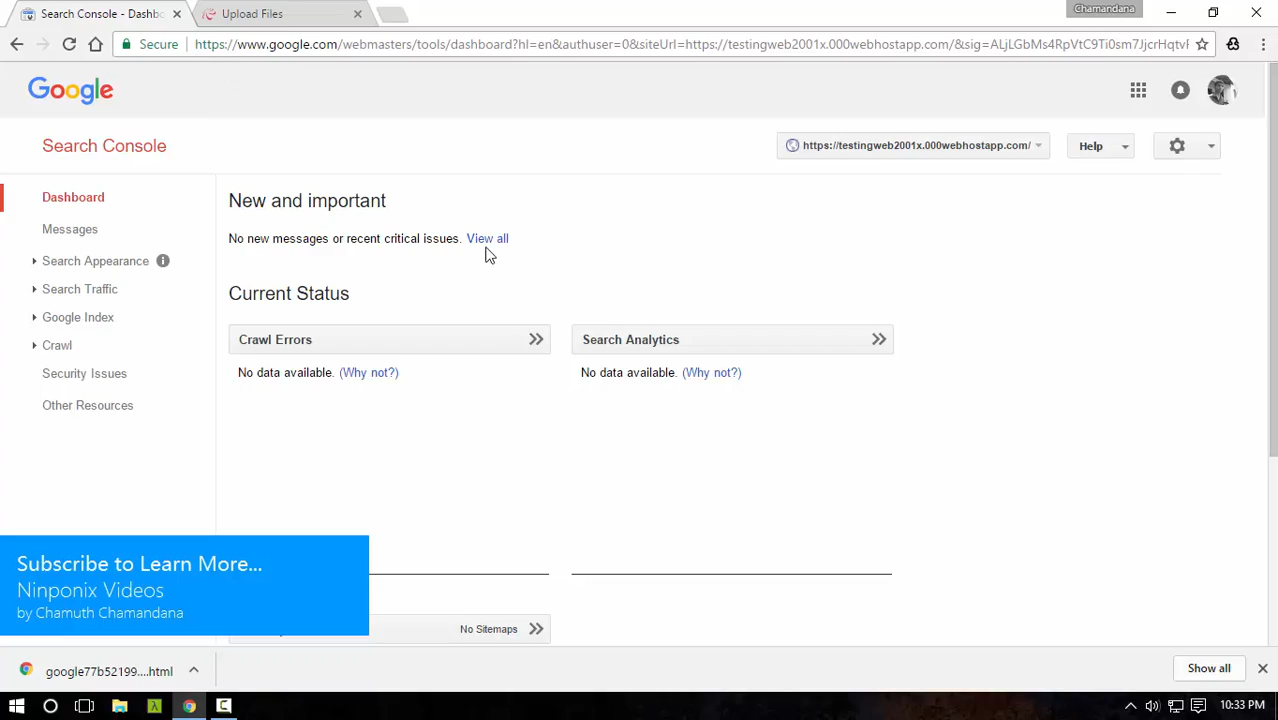 Search Console - Dashbo
Upload Files
Chamandana
Secure
https://www.google.com/webmasters/tools/dashboard?hl=en&authuser=0&siteUrl=https://testingweb2001x.000webhostapp.com/&sig=ALjLGbMs4RpVtC9Ti0sm7JjcrHqtvF
Google
Search Console
https://testingweb2001x.000webhostapp.com/
Help
Dashboard
Messages
Search Appearance
Search Traffic
Google Index
Crawl
Security Issues
Other Resources
New and important
No new messages or recent critical issues. View all
Current Status
Crawl Errors
Search Analytics
No data available. (Why not?)
No data available. (Why not?)
Subscribe to Learn More...
Ninponix Videos
by Chamuth Chamandana
No Sitemaps
google77b52199....html
Show all
10:33 PM